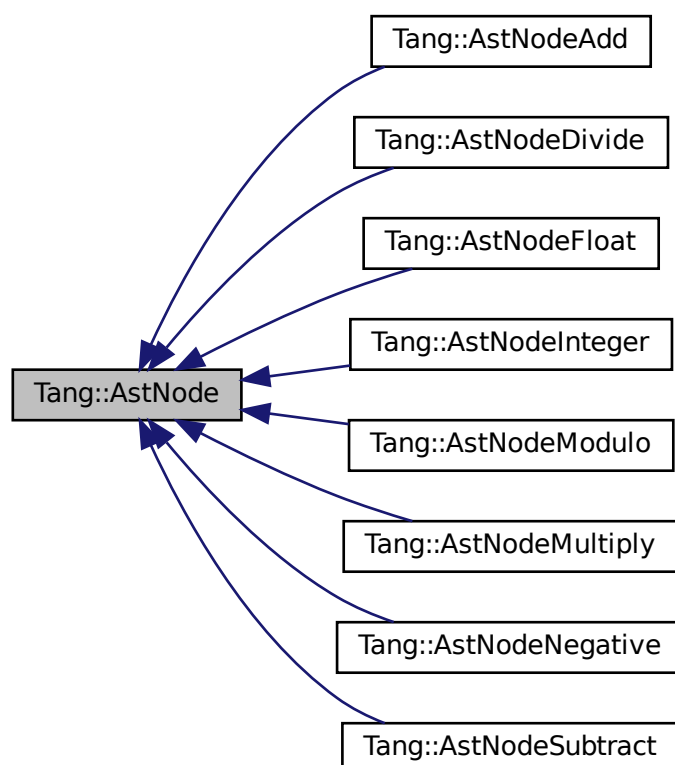 Tang::AstNodeAdd
Tang::AstNodeDivide
Tang::AstNodeFloat
Tang::AstNodeInteger
Tang::AstNode
Tang::AstNodeModulo
Tang::AstNodeMultiply
Tang::AstNodeNegative
Tang::AstNodeSubtract